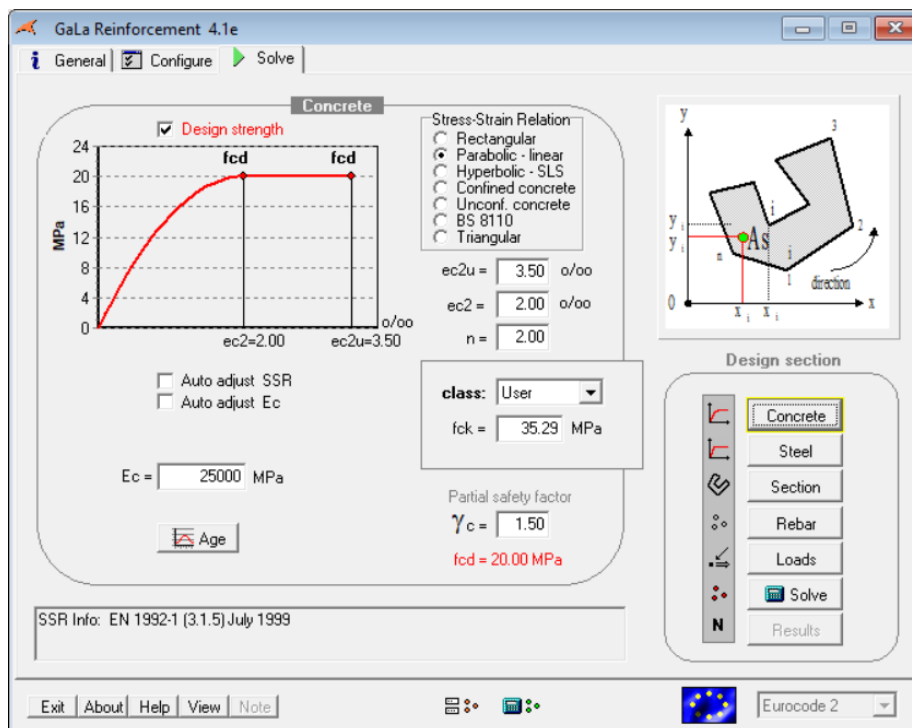 GaLa Reinforcement 4.1e
General Configure Solve
Concrete
Design strength
fcd fcd
24
20
16
12
8
4
0
MPa
o/oo
ec2=2.00 ec2u=3.50
Auto adjust SSR
Auto adjust Ec
Ec = 25000 MPa
Age
Stress-Strain Relation
Rectangular
Parabolic - linear
Hyperbolic - SLS
Confined concrete
Unconf. concrete
BS 8110
Triangular
ec2u = 3.50 o/oo
ec2 = 2.00 o/oo
n = 2.00
class: User
fck = 35.29 MPa
Partial safety factor
γc = 1.50
fcd = 20.00 MPa
y
3
i
y i
y i
As
2
n
i
1
direction
0
x i x i
x
Design section
Concrete
Steel
Section
Rebar
Loads
Solve
N Results
SSR Info: EN 1992-1 (3.1.5) July 1999
Exit About Help View Note
Eurocode 2